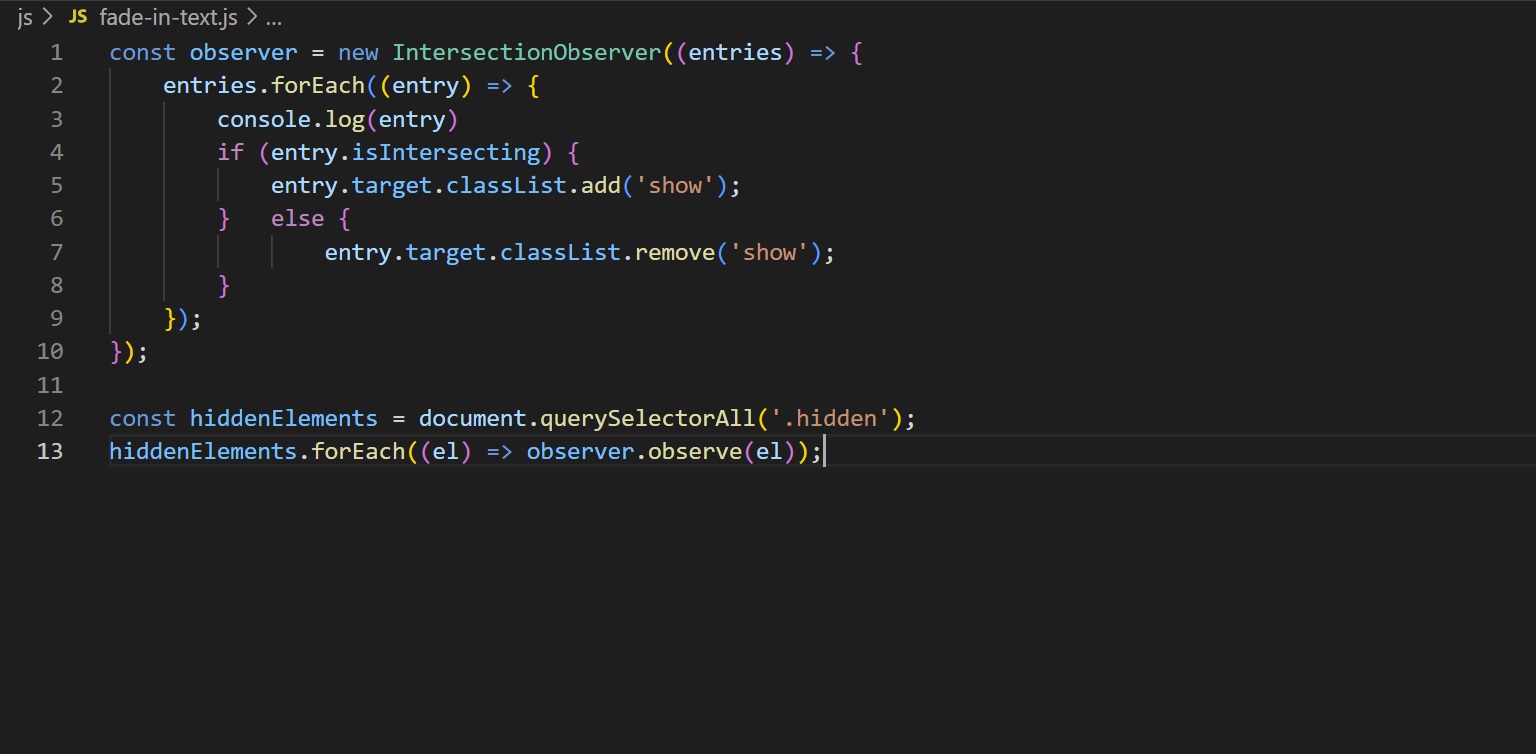 js > JS fade-in-text.js > ...
1 const observer = new IntersectionObserver((entries) => {
2     entries.forEach((entry) => {
3         console.log(entry)
4         if (entry.isIntersecting) {
5             entry.target.classList.add('show');
6         }   else {
7                 entry.target.classList.remove('show');
8         }
9     });
10 });
11
12 const hiddenElements = document.querySelectorAll('.hidden');
13 hiddenElements.forEach((el) => observer.observe(el));